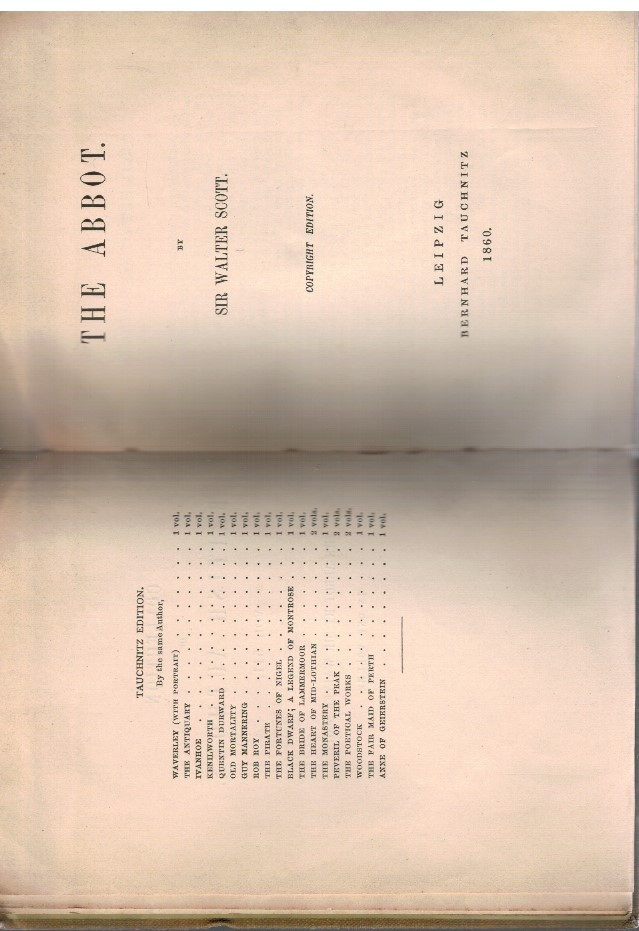 TAUCHNITZ EDITION.
By the same Author,
WAVERLEY (WITH PORTRAIT) . . . . . . 1 vol.
THE ANTIQUARY . . . . . . . . . 1 vol.
IVANHOE . . . . . . . . . . . 1 vol.
KENILWORTH . . . . . . . . . . 1 vol.
QUENTIN DURWARD . . . . . . . . 1 vol.
OLD MORTALITY . . . . . . . . . 1 vol.
GUY MANNERING . . . . . . . . . 1 vol.
ROB ROY . . . . . . . . . . . 1 vol.
THE PIRATE . . . . . . . . . . 1 vol.
THE FORTUNES OF NIGEL . . . . . . . 1 vol.
BLACK DWARF; A LEGEND OF MONTROSE . . . 1 vol.
THE BRIDE OF LAMMERMOOR . . . . . . 1 vol.
THE HEART OF MID-LOTHIAN . . . . . . 2 vols.
THE MONASTERY . . . . . . . . . 1 vol.
PEVERIL OF THE PEAK . . . . . . . . 2 vols.
THE POETICAL WORKS . . . . . . . . 2 vols.
WOODSTOCK . . . . . . . . . . 1 vol.
THE FAIR MAID OF PERTH . . . . . . . 1 vol.
ANNE OF GEIERSTEIN . . . . . . . . 1 vol.
THE ABBOT.
BY
SIR WALTER SCOTT.
COPYRIGHT EDITION.
LEIPZIG
BERNHARD TAUCHNITZ
1860.